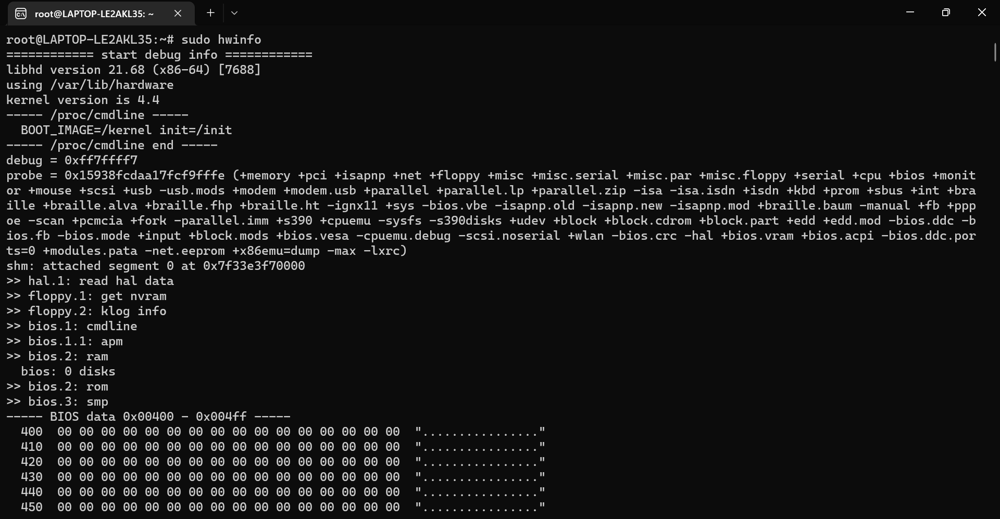 root@LAPTOP-LE2AKL35: ~
root@LAPTOP-LE2AKL35:~# sudo hwinfo
============ start debug info ============
libhd version 21.68 (x86-64) [7688]
using /var/lib/hardware
kernel version is 4.4
----- /proc/cmdline -----
  BOOT_IMAGE=/kernel init=/init
----- /proc/cmdline end -----
debug = 0xff7ffff7
probe = 0x15938fcdaa17fcf9fffe (+memory +pci +isapnp +net +floppy +misc +misc.serial +misc.par +misc.floppy +serial +cpu +bios +monit
or +mouse +scsi +usb -usb.mods +modem +modem.usb +parallel +parallel.lp +parallel.zip -isa -isa.isdn +isdn +kbd +prom +sbus +int +bra
ille +braille.alva +braille.fhp +braille.ht -ignx11 +sys -bios.vbe -isapnp.old -isapnp.new -isapnp.mod +braille.baum -manual +fb +ppp
oe -scan +pcmcia +fork -parallel.imm +s390 +cpuemu -sysfs -s390disks +udev +block +block.cdrom +block.part +edd +edd.mod -bios.ddc -b
ios.fb -bios.mode +input +block.mods +bios.vesa -cpuemu.debug -scsi.noserial +wlan -bios.crc -hal +bios.vram +bios.acpi -bios.ddc.por
ts=0 +modules.pata -net.eeprom +x86emu=dump -max -lxrc)
shm: attached segment 0 at 0x7f33e3f70000
>> hal.1: read hal data
>> floppy.1: get nvram
>> floppy.2: klog info
>> bios.1: cmdline
>> bios.1.1: apm
>> bios.2: ram
  bios: 0 disks
>> bios.2: rom
>> bios.3: smp
----- BIOS data 0x00400 - 0x004ff -----
  400  00 00 00 00 00 00 00 00 00 00 00 00 00 00 00 00  "................"
  410  00 00 00 00 00 00 00 00 00 00 00 00 00 00 00 00  "................"
  420  00 00 00 00 00 00 00 00 00 00 00 00 00 00 00 00  "................"
  430  00 00 00 00 00 00 00 00 00 00 00 00 00 00 00 00  "................"
  440  00 00 00 00 00 00 00 00 00 00 00 00 00 00 00 00  "................"
  450  00 00 00 00 00 00 00 00 00 00 00 00 00 00 00 00  "................"